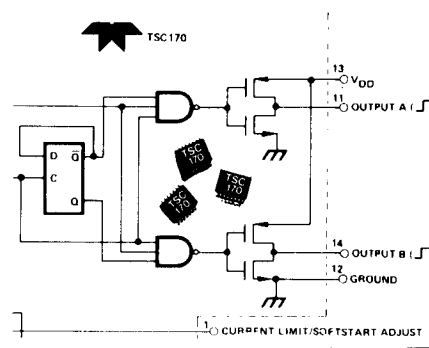 TSC170
13
VDD
11
OUTPUT A (
D Q
C
Q
TSC
170
TSC
170
TSC
170
14
OUTPUT B (
12
GROUND
1
CURRENT LIMIT/SOFTSTART ADJUST